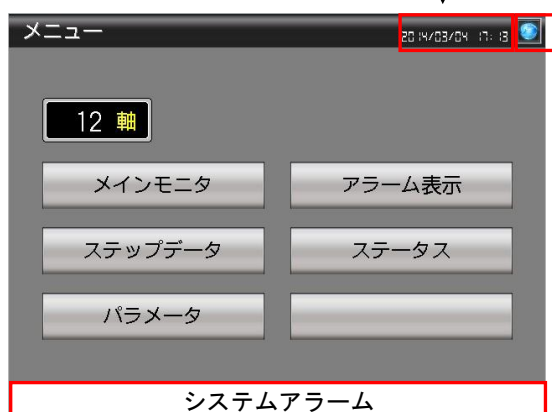 メニュー 2014/03/04 17:13
12 軸
メインモニタ アラーム表示
ステップデータ ステータス
パラメータ
システムアラーム